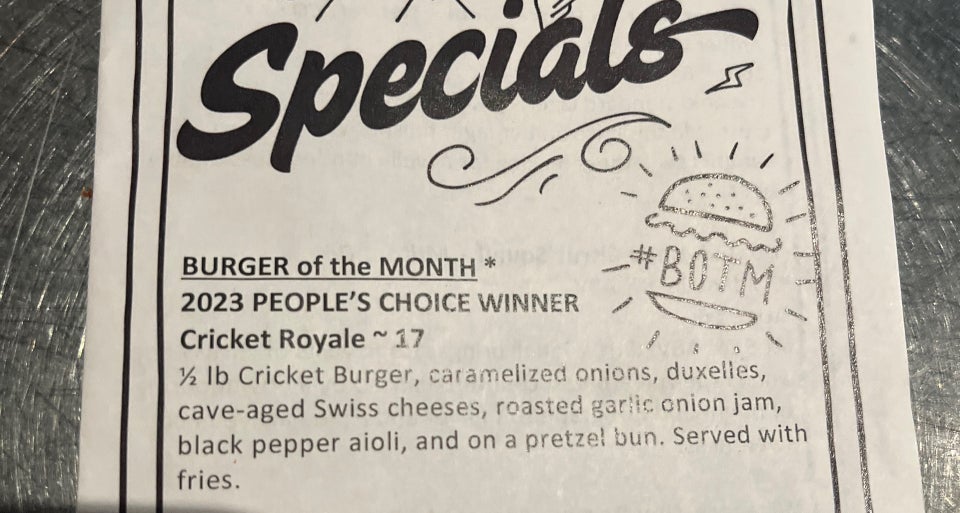 Specials
#BOTM
BURGER of the MONTH *
2023 PEOPLE'S CHOICE WINNER
Cricket Royale ~ 17
½ lb Cricket Burger, caramelized onions, duxelles,
cave-aged Swiss cheeses, roasted garlic onion jam,
black pepper aioli, and on a pretzel bun. Served with
fries.